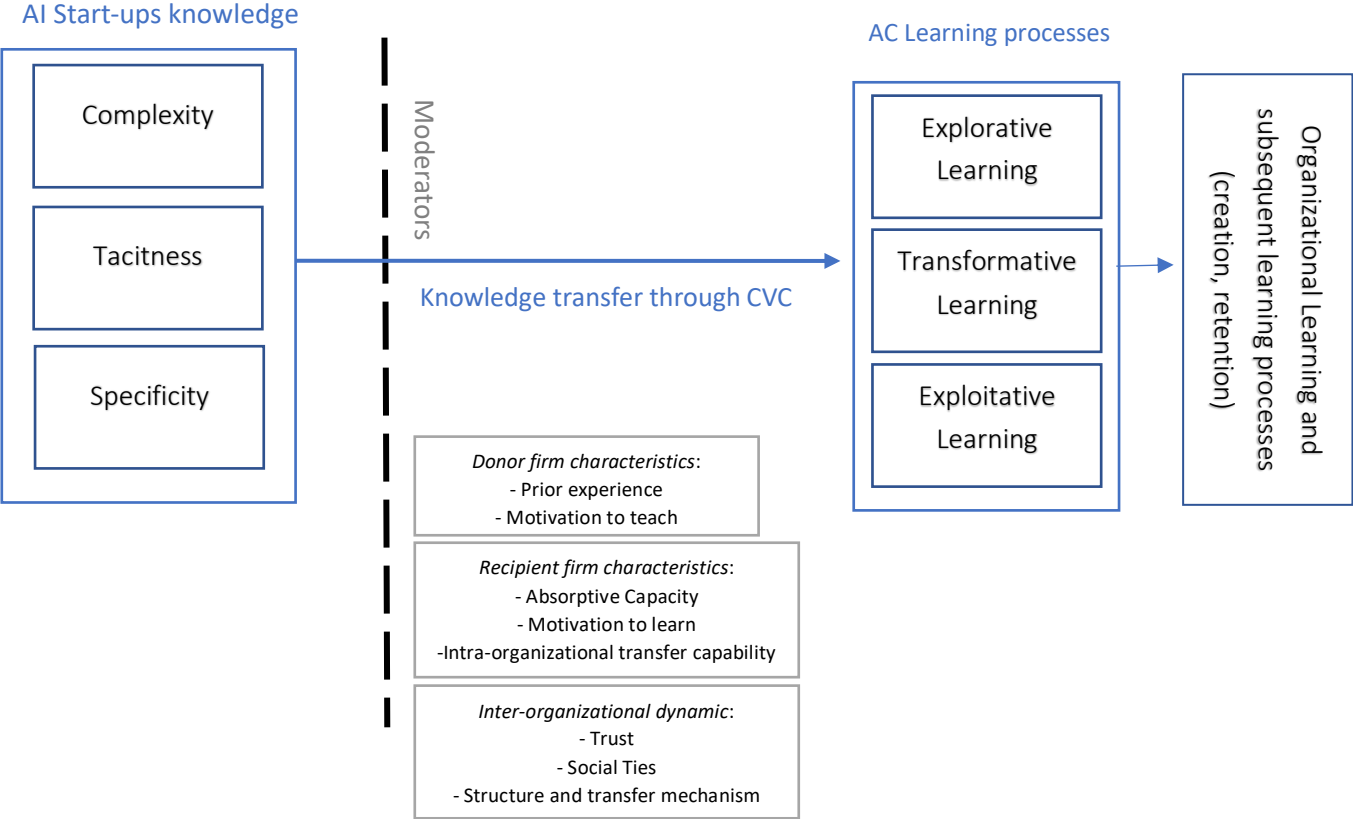 AI Start-ups knowledge
Complexity
Tacitness
Specificity
Moderators
Knowledge transfer through CVC
Donor firm characteristics:
- Prior experience
- Motivation to teach
Recipient firm characteristics:
- Absorptive Capacity
- Motivation to learn
-Intra-organizational transfer capability
Inter-organizational dynamic:
- Trust
- Social Ties
- Structure and transfer mechanism
AC Learning processes
Explorative
Learning
Transformative
Learning
Exploitative
Learning
Organizational Learning and
subsequent learning processes
(creation, retention)